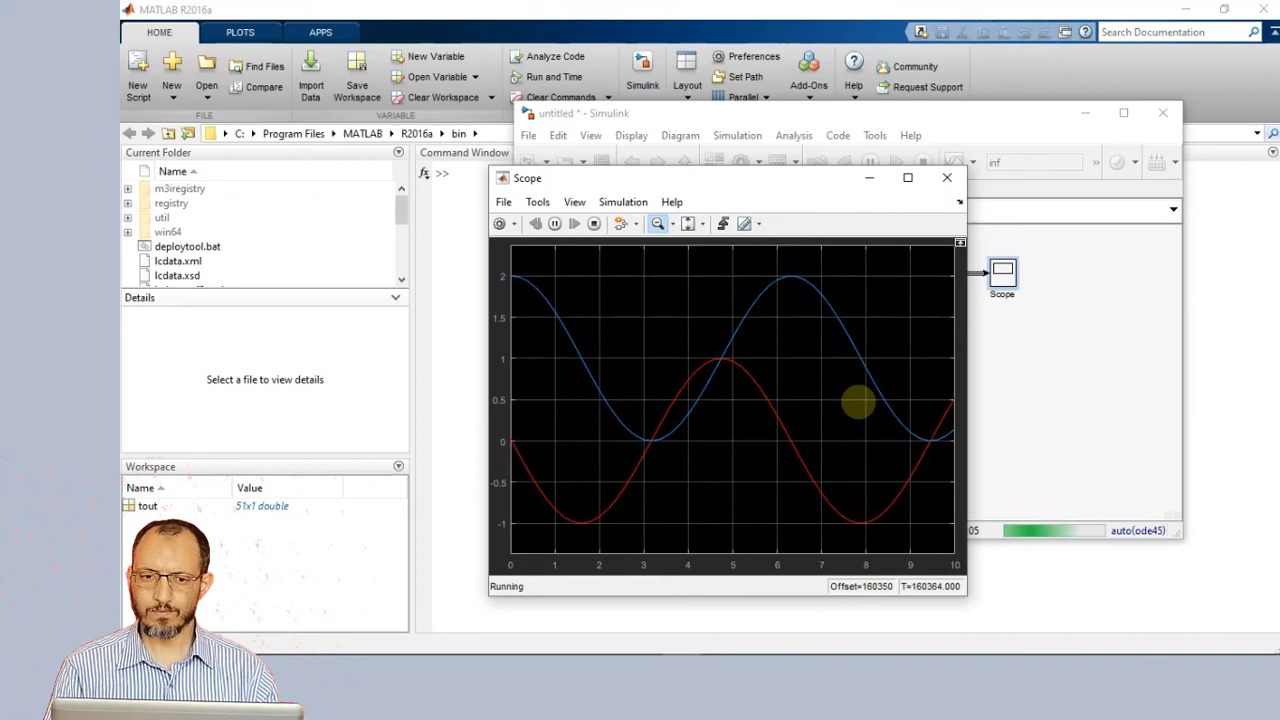 MATLAB R2016a
HOME PLOTS APPS
Search Documentation
New Script
New
Open
Find Files
Compare
Import Data
Save Workspace
New Variable
Open Variable
Clear Workspace
Analyze Code
Run and Time
Clear Commands
Simulink
Layout
Preferences
Set Path
Parallel
Add-Ons
Help
Community
Request Support
FILE VARIABLE
C: Program Files MATLAB R2016a bin
untitled * - Simulink
File Edit View Display Diagram Simulation Analysis Code Tools Help
inf
»
Scope
auto(ode45)
05
Current Folder
Name
m3iregistry
registry
util
win64
deploytool.bat
lcdata.xml
lcdata.xsd
Details
Select a file to view details
Workspace
Name Value
tout 51x1 double
Command Window
fx >>
Scope
File Tools View Simulation Help
2
1.5
1
0.5
0
-0.5
-1
0 1 2 3 4 5 6 7 8 9 10
Running Offset=160350 T=160364.000